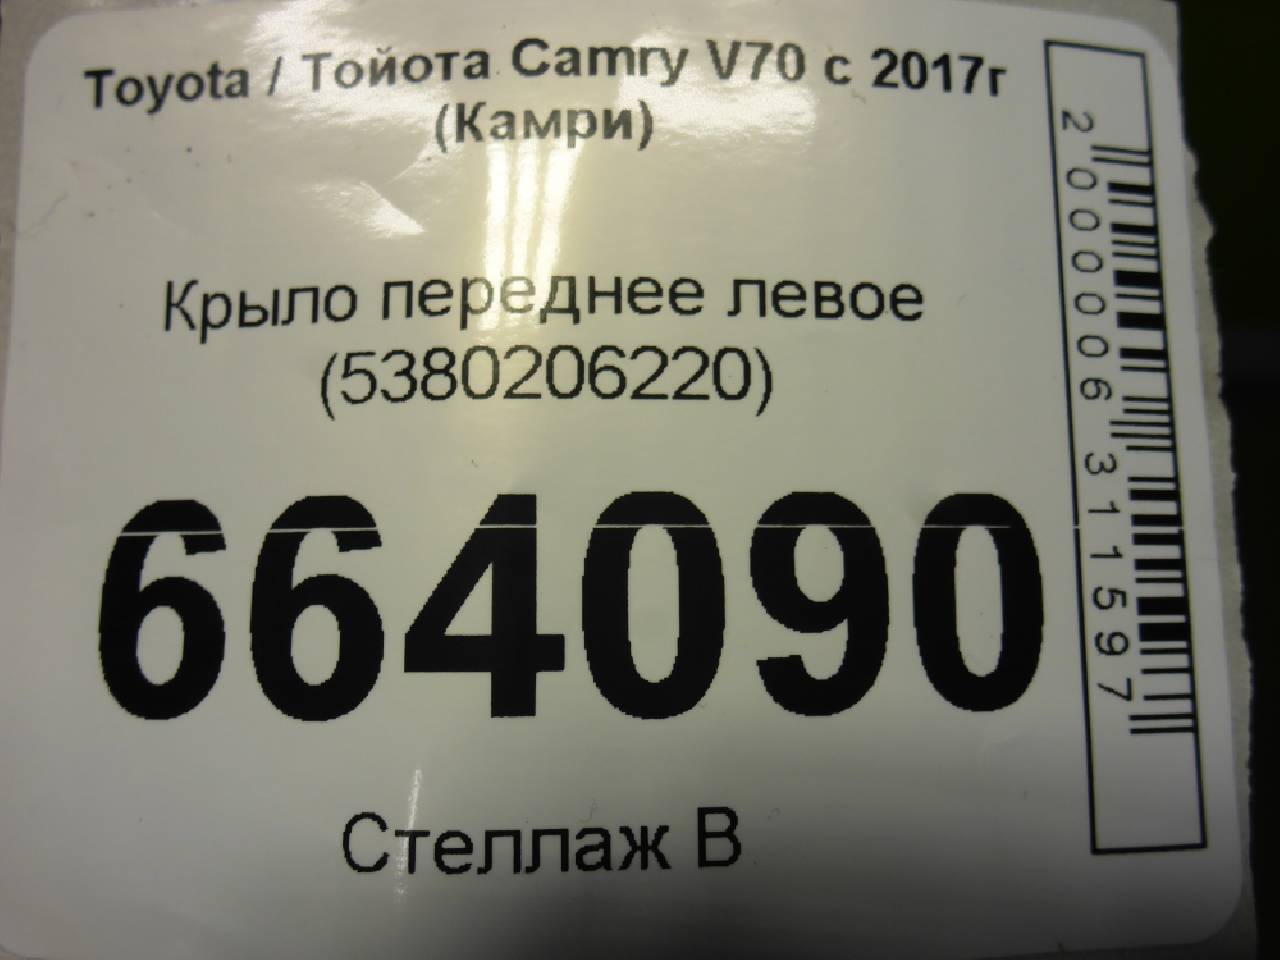 Toyota / Тойота Camry V70 с 2017г
(Камри)
Крыло переднее левое
(5380206220)
664090
Стеллаж В
2000006311597